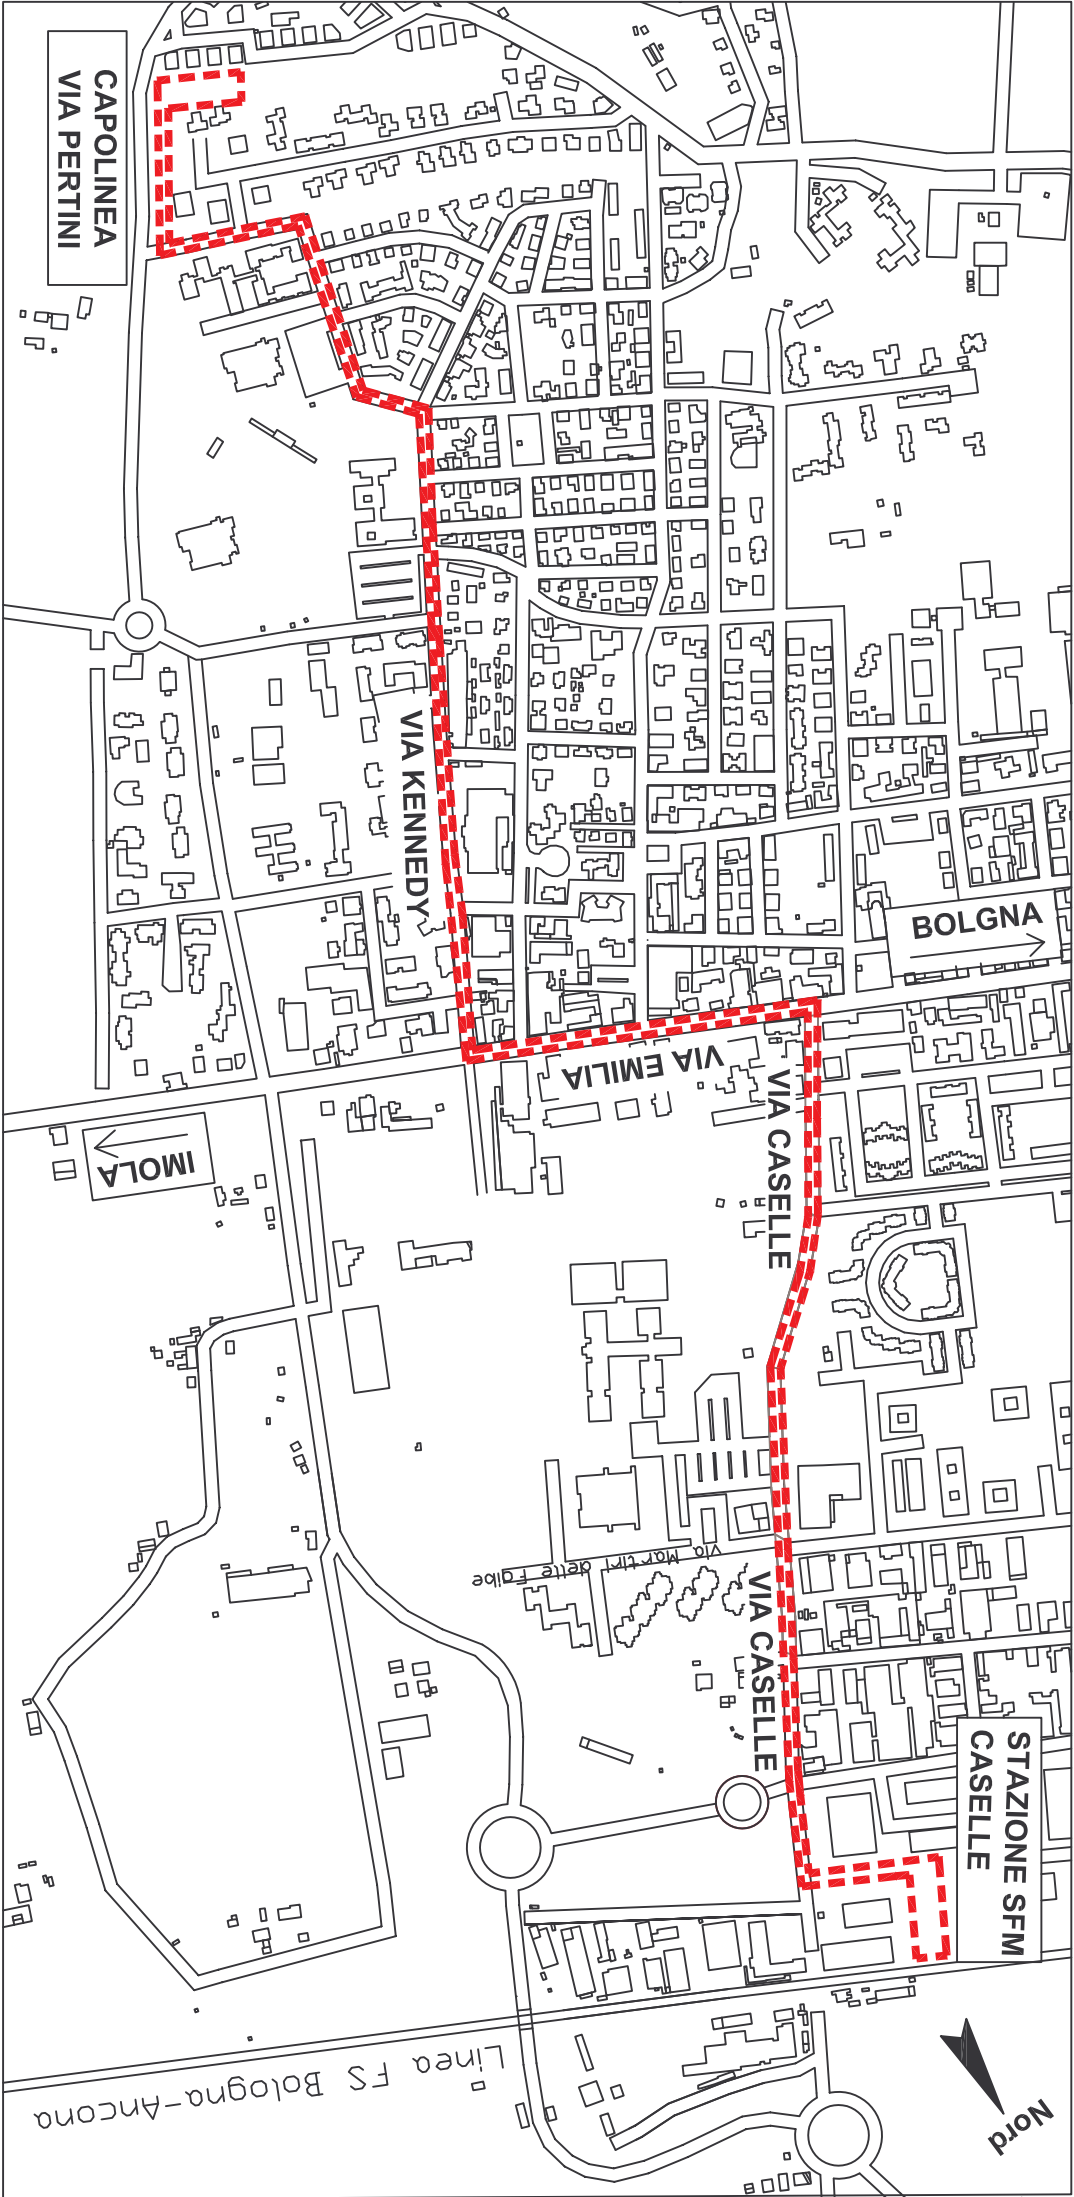 CAPOLINEA
VIA PERTINI
VIA KENNEDY
BOLGNA
VIA EMILIA
VIA CASELLE
IMOLA
via Martiri delle Foibe
VIA CASELLE
STAZIONE SFM
CASELLE
Linea FS Bologna-Ancona
Nord